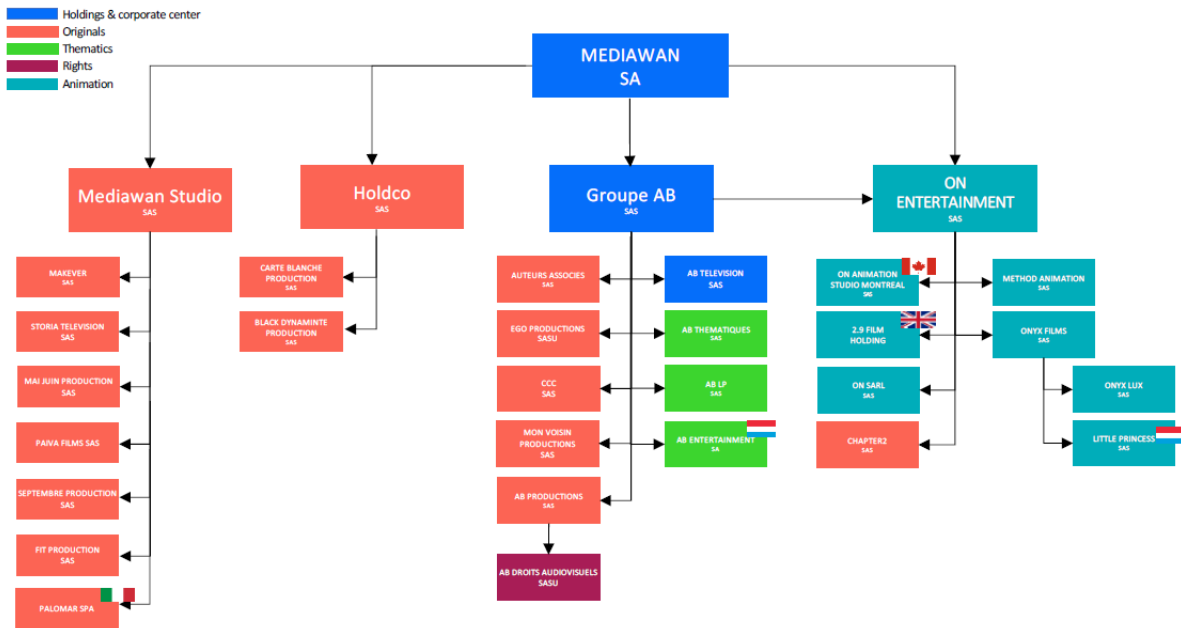 Holdings & corporate center
Originals
Thematics
Rights
Animation
MEDIAWAN
SA
Mediawan Studio
SAS
Holdco
SAS
Groupe AB
SAS
ON
ENTERTAINMENT
SAS
MAKEVER
SAS
STORIA TELEVISION
SAS
MAI JUIN PRODUCTION
SAS
PAIVA FILMS SAS
SEPTEMBRE PRODUCTION
SAS
FIT PRODUCTION
SAS
PALOMAR SPA
CARTE BLANCHE
PRODUCTION
SAS
BLACK DYNAMINTE
PRODUCTION
SAS
AUTEURS ASSOCIES
SAS
EGO PRODUCTIONS
SASU
CCC
SAS
MON VOISIN
PRODUCTIONS
SAS
AB PRODUCTIONS
SAS
AB DROITS AUDIOVISUELS
SASU
AB TELEVISION
SAS
AB THEMATIQUES
SAS
AB LP
SAS
AB ENTERTAINMENT
SA
ON ANIMATION
STUDIO MONTREAL
SAS
2.9 FILM
HOLDING
ON SARL
SAS
CHAPTER2
SAS
METHOD ANIMATION
SAS
ONYX FILMS
SAS
ONYX LUX
SAS
LITTLE PRINCESS
SAS